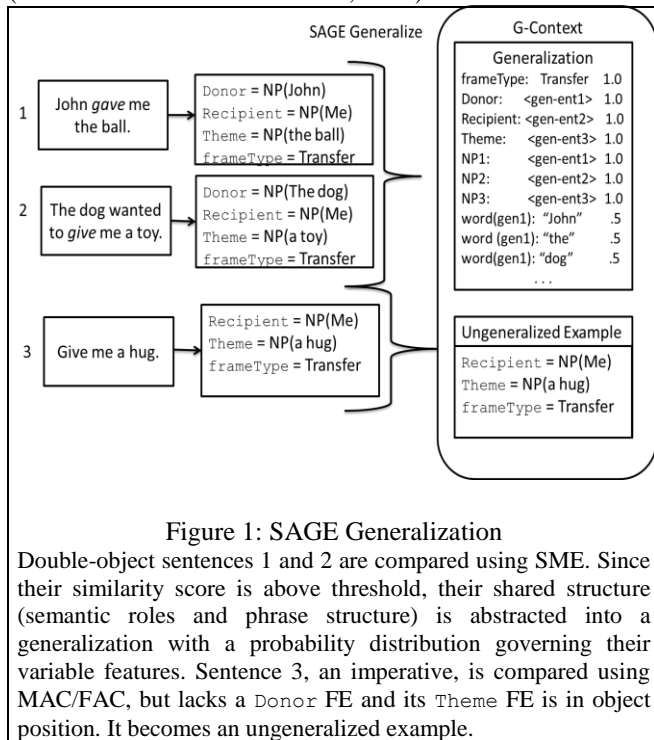 SAGE Generalize
G-Context
1
John gave me
the ball.
Donor = NP(John)
Recipient = NP(Me)
Theme = NP(the ball)
frameType = Transfer
2
The dog wanted
to give me a toy.
Donor = NP(The dog)
Recipient = NP(Me)
Theme = NP(a toy)
frameType = Transfer
3
Give me a hug.
Recipient = NP(Me)
Theme = NP(a hug)
frameType = Transfer
Generalization
frameType: Transfer 1.0
Donor: <gen-ent1> 1.0
Recipient: <gen-ent2> 1.0
Theme: <gen-ent3> 1.0
NP1: <gen-ent1> 1.0
NP2: <gen-ent2> 1.0
NP3: <gen-ent3> 1.0
word(gen1): "John" .5
word (gen1): "the" .5
word(gen1): "dog" .5
...
Ungeneralized Example
Recipient = NP(Me)
Theme = NP(a hug)
frameType = Transfer
Figure 1: SAGE Generalization
Double-object sentences 1 and 2 are compared using SME. Since
their similarity score is above threshold, their shared structure
(semantic roles and phrase structure) is abstracted into a
generalization with a probability distribution governing their
variable features. Sentence 3, an imperative, is compared using
MAC/FAC, but lacks a Donor FE and its Theme FE is in object
position. It becomes an ungeneralized example.